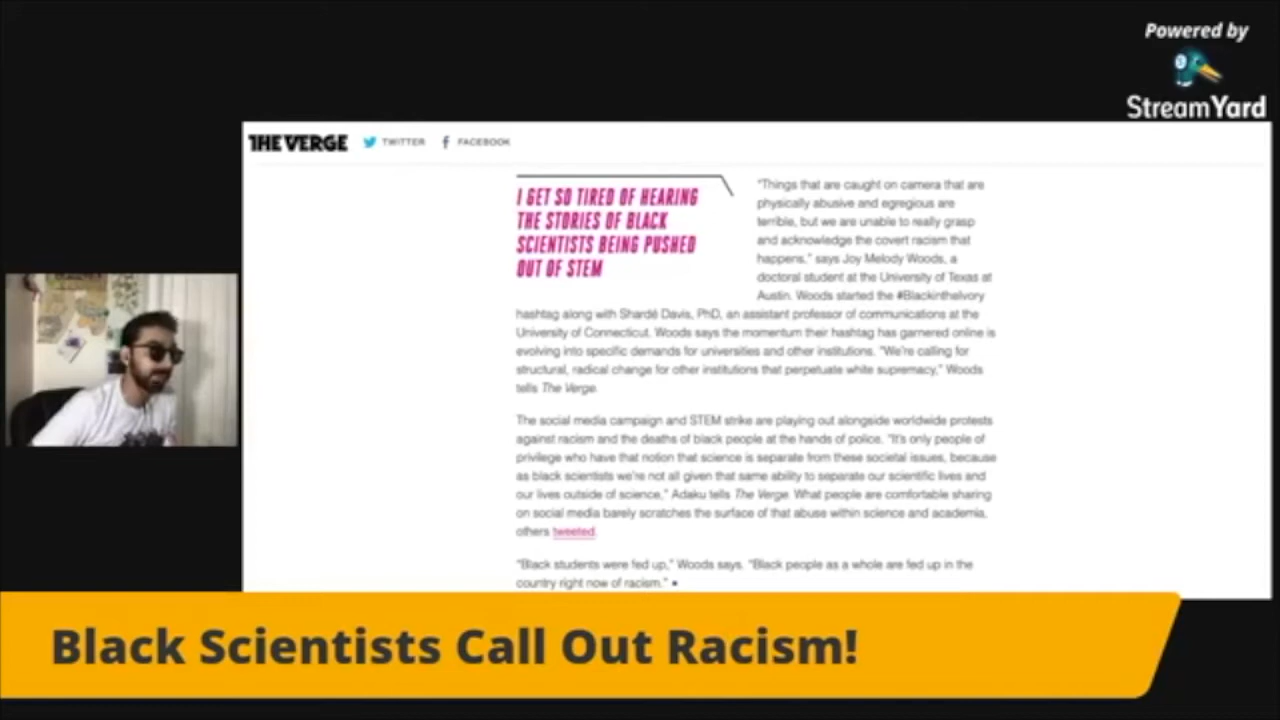 Powered by
StreamYard
THE VERGE TWITTER FACEBOOK
I GET SO TIRED OF HEARING
THE STORIES OF BLACK
SCIENTISTS BEING PUSHED
OUT OF STEM
"Things that are caught on camera that are
physically abusive and egregious are
terrible, but we are unable to really grasp
and acknowledge the covert racism that
happens," says Joy Melody Woods, a
doctoral student at the University of Texas at
Austin. Woods started the #BlackintheIvory
hashtag along with Shardé Davis, PhD, an assistant professor of communications at the
University of Connecticut. Woods says the momentum their hashtag has garnered online is
evolving into specific demands for universities and other institutions. "We're calling for
structural, radical change for other institutions that perpetuate white supremacy," Woods
tells The Verge.
The social media campaign and STEM strike are playing out alongside worldwide protests
against racism and the deaths of black people at the hands of police. "It's only people of
privilege who have that notion that science is separate from these societal issues, because
as black scientists we're not all given that same ability to separate our scientific lives and
our lives outside of science," Adaku tells The Verge. What people are comfortable sharing
on social media barely scratches the surface of that abuse within science and academia,
others tweeted.
"Black students were fed up," Woods says. "Black people as a whole are fed up in the
country right now of racism."
Black Scientists Call Out Racism!